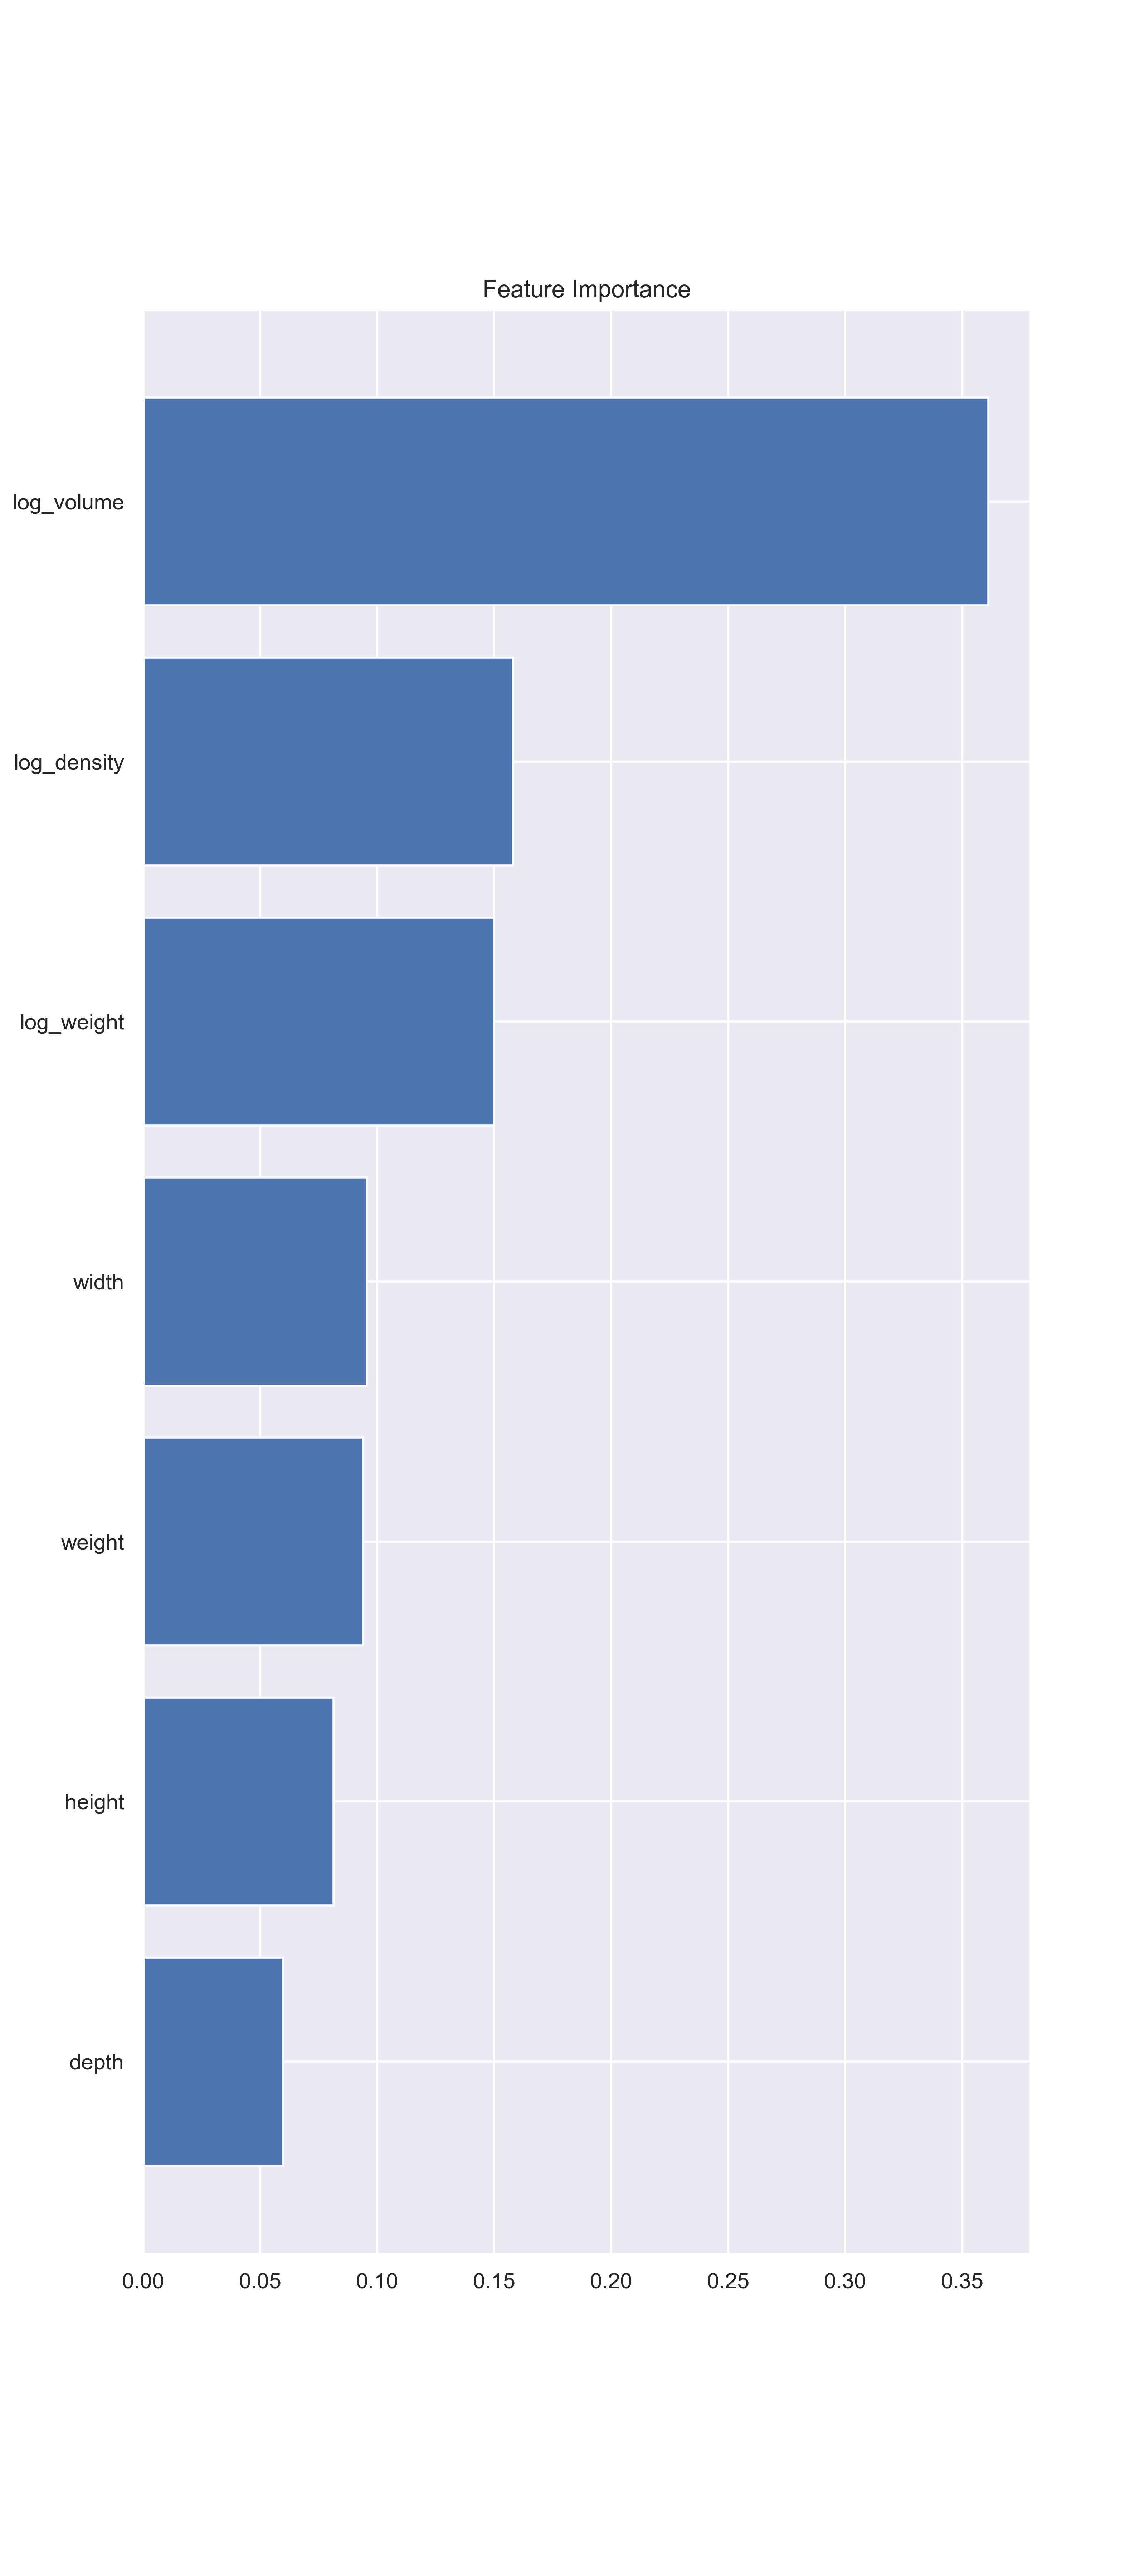 Feature Importance
log_volume
log_density
log_weight
width
weight
height
depth
0.00 0.05 0.10 0.15 0.20 0.25 0.30 0.35